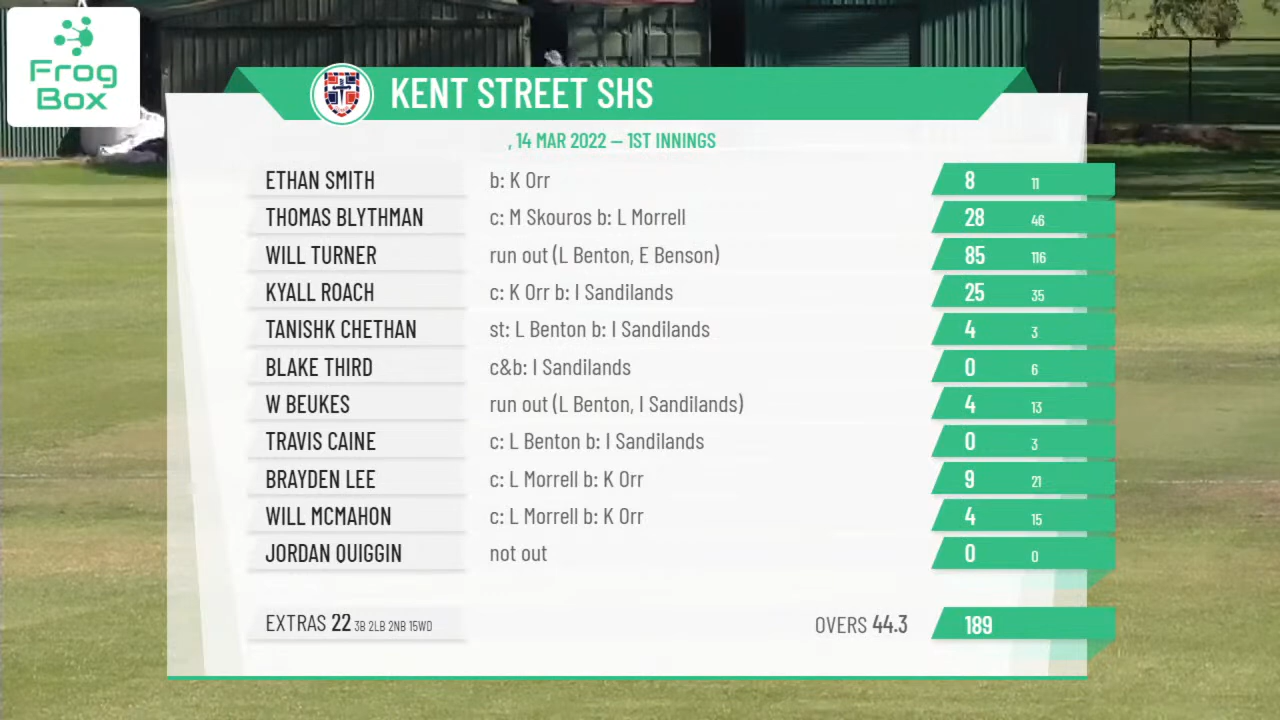 Frog
Box
KENT STREET SHS
, 14 MAR 2022 – 1ST INNINGS
ETHAN SMITH b: K Orr 8 11
THOMAS BLYTHMAN c: M Skouros b: L Morrell 28 46
WILL TURNER run out (L Benton, E Benson) 85 116
KYALL ROACH c: K Orr b: I Sandilands 25 35
TANISHK CHETHAN st: L Benton b: I Sandilands 4 3
BLAKE THIRD c&b: I Sandilands 0 6
W BEUKES run out (L Benton, I Sandilands) 4 13
TRAVIS CAINE c: L Benton b: I Sandilands 0 3
BRAYDEN LEE c: L Morrell b: K Orr 9 21
WILL MCMAHON c: L Morrell b: K Orr 4 15
JORDAN QUIGGIN not out 0 0
EXTRAS 22 3B 2LB 2NB 15WD OVERS 44.3 189